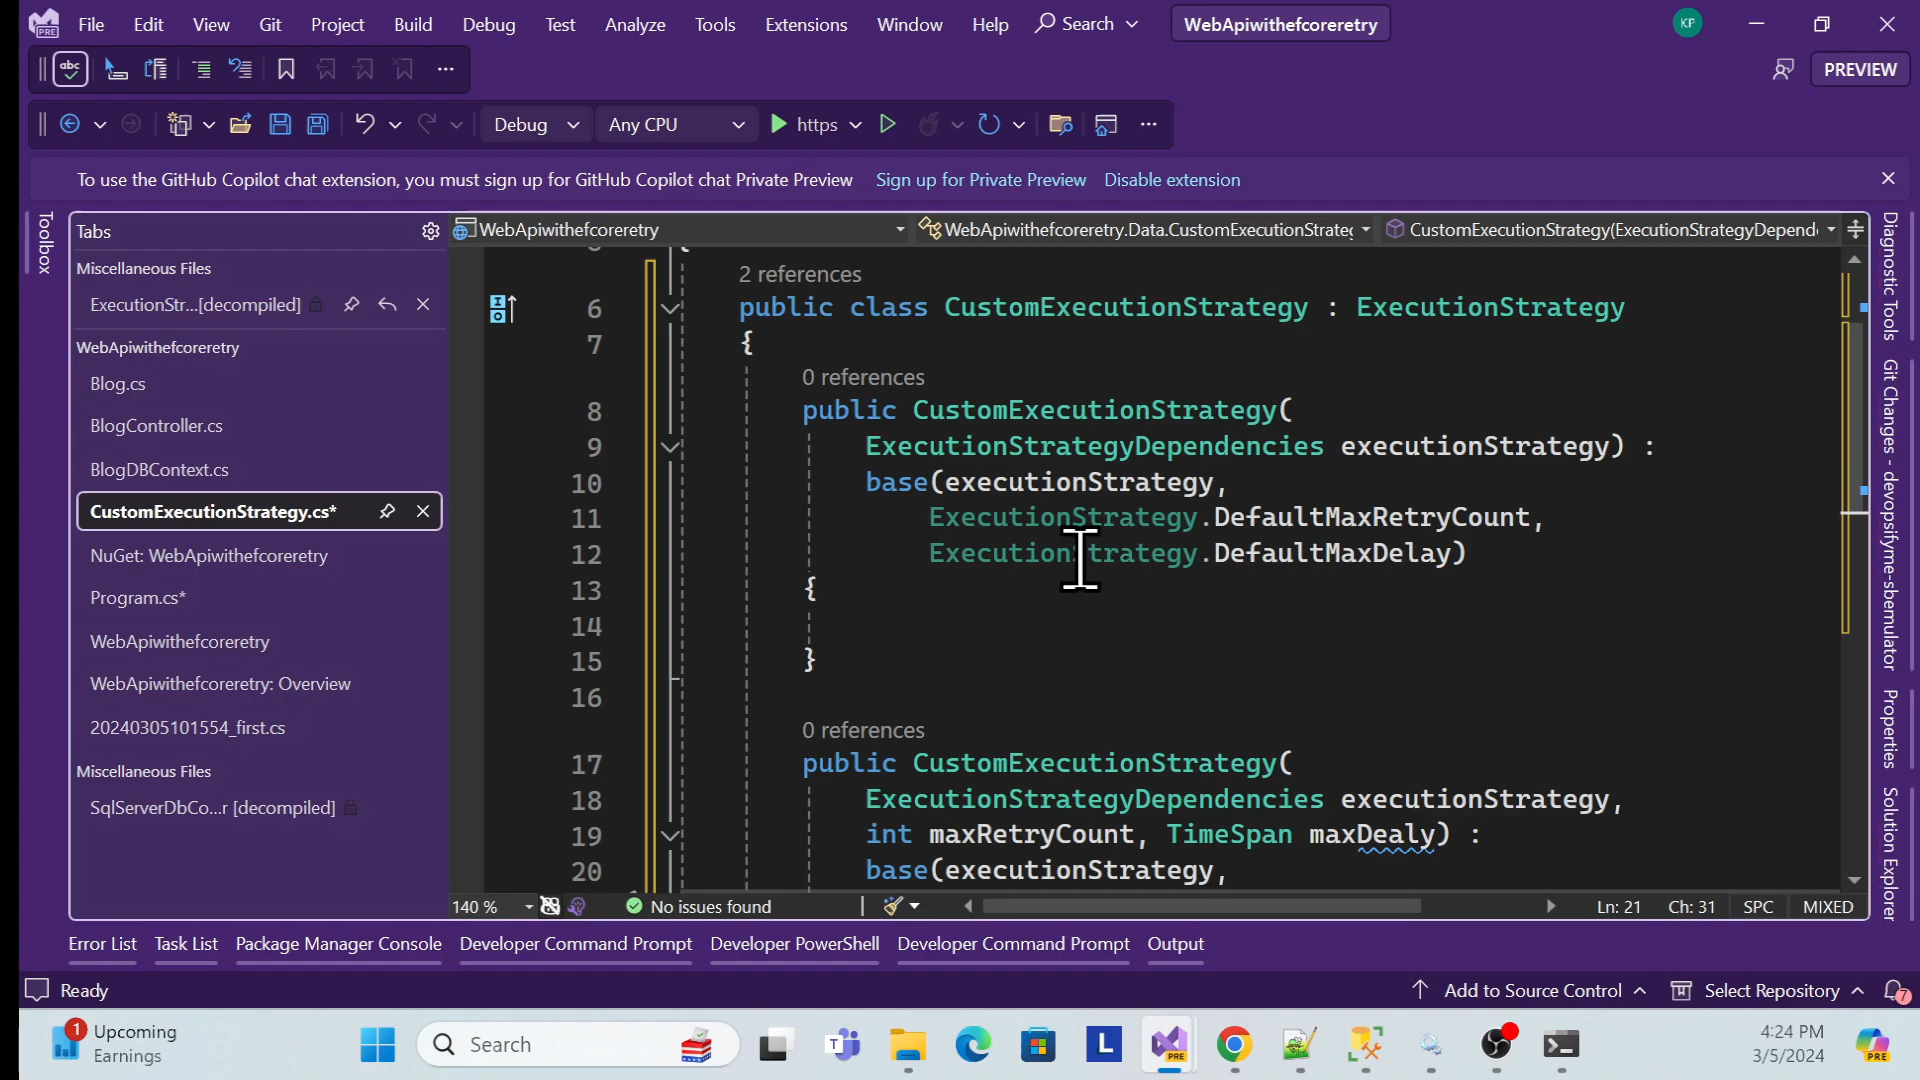 File Edit View Git Project Build Debug Test Analyze Tools Extensions Window Help Search WebApiwithefcoreretry KP
abc PREVIEW
Debug Any CPU https
To use the GitHub Copilot chat extension, you must sign up for GitHub Copilot chat Private Preview Sign up for Private Preview Disable extension
Toolbox
Tabs
Miscellaneous Files
ExecutionStr...[decompiled]
WebApiwithefcoreretry
Blog.cs
BlogController.cs
BlogDBContext.cs
CustomExecutionStrategy.cs*
NuGet: WebApiwithefcoreretry
Program.cs*
WebApiwithefcoreretry
WebApiwithefcoreretry: Overview
20240305101554_first.cs
Miscellaneous Files
SqlServerDbCo...r [decompiled]
WebApiwithefcoreretry WebApiwithefcoreretry.Data.CustomExecutionStrateg CustomExecutionStrategy(ExecutionStrategyDepend
2 references
6 public class CustomExecutionStrategy : ExecutionStrategy
7 {
0 references
8 public CustomExecutionStrategy(
9 ExecutionStrategyDependencies executionStrategy) :
10 base(executionStrategy,
11 ExecutionStrategy.DefaultMaxRetryCount,
12 ExecutionStrategy.DefaultMaxDelay)
13 {
14
15 }
16
0 references
17 public CustomExecutionStrategy(
18 ExecutionStrategyDependencies executionStrategy,
19 int maxRetryCount, TimeSpan maxDealy) :
20 base(executionStrategy,
140 % No issues found Ln: 21 Ch: 31 SPC MIXED
Diagnostic Tools
Git Changes - devopsifyme-sbemulator
Properties
Solution Explorer
Error List Task List Package Manager Console Developer Command Prompt Developer PowerShell Developer Command Prompt Output
Ready Add to Source Control Select Repository 7
1 Upcoming
Earnings
Search
T
L
PRE
4:24 PM
3/5/2024
PRE